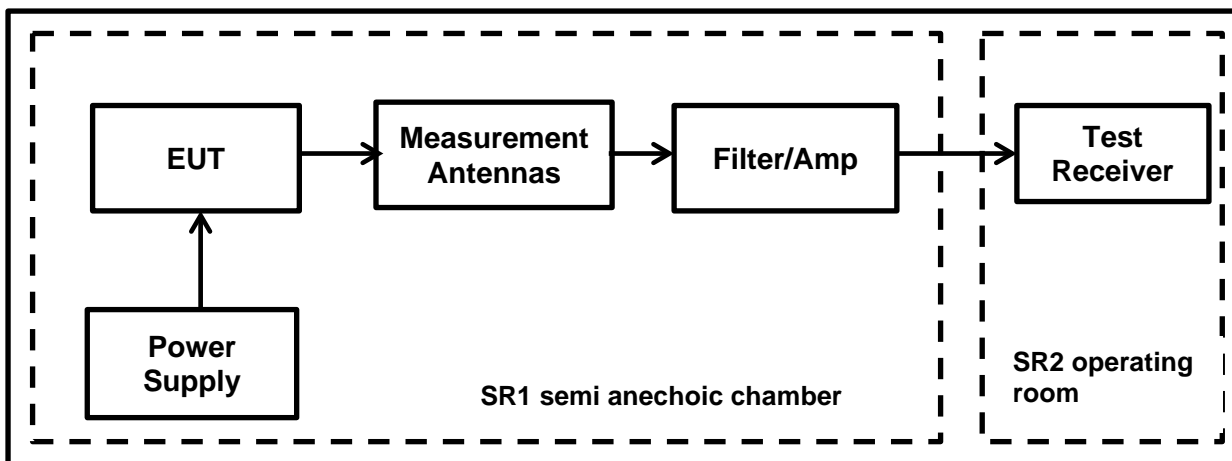 EUT
Measurement
Antennas
Filter/Amp
Test
Receiver
Power
Supply
SR1 semi anechoic chamber
SR2 operating
room